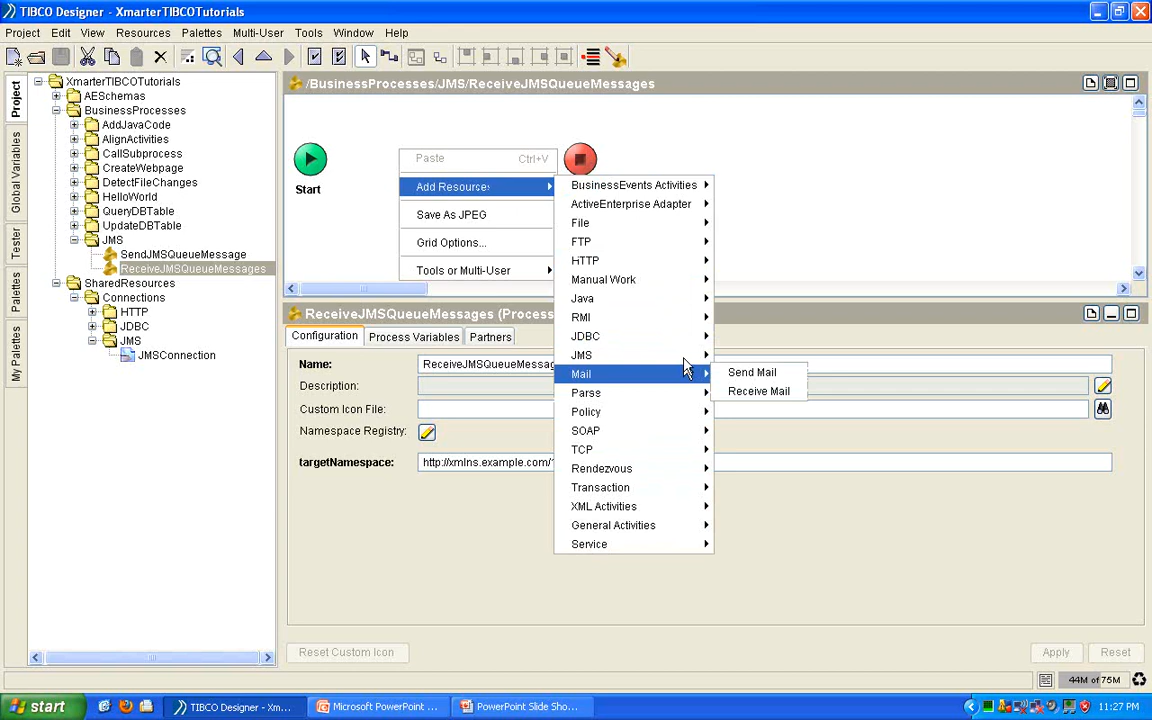 TIBCO Designer - XmarterTIBCOTutorials
Project Edit View Resources Palettes Multi-User Tools Window Help
Project
Global Variables
Tester
Palettes
My Palettes
XmarterTIBCOTutorials
AESchemas
BusinessProcesses
AddJavaCode
AlignActivities
CallSubprocess
CreateWebpage
DetectFileChanges
HelloWorld
QueryDBTable
UpdateDBTable
JMS
SendJMSQueueMessage
ReceiveJMSQueueMessages
SharedResources
Connections
HTTP
JDBC
JMS
JMSConnection
/BusinessProcesses/JMS/ReceiveJMSQueueMessages
Start
Paste Ctrl+V
Add Resource
Save As JPEG
Grid Options...
Tools or Multi-User
BusinessEvents Activities
ActiveEnterprise Adapter
File
FTP
HTTP
Manual Work
Java
RMI
JDBC
JMS
Mail
Parse
Policy
SOAP
TCP
Rendezvous
Transaction
XML Activities
General Activities
Service
Send Mail
Receive Mail
ReceiveJMSQueueMessages (Process
Configuration Process Variables Partners
Name: ReceiveJMSQueueMessag
Description:
Custom Icon File:
Namespace Registry:
targetNamespace: http://xmlns.example.com/
Reset Custom Icon Apply Reset
44M of 75M
start TIBCO Designer - Xm... Microsoft PowerPoint ... PowerPoint Slide Sho... 11:27 PM